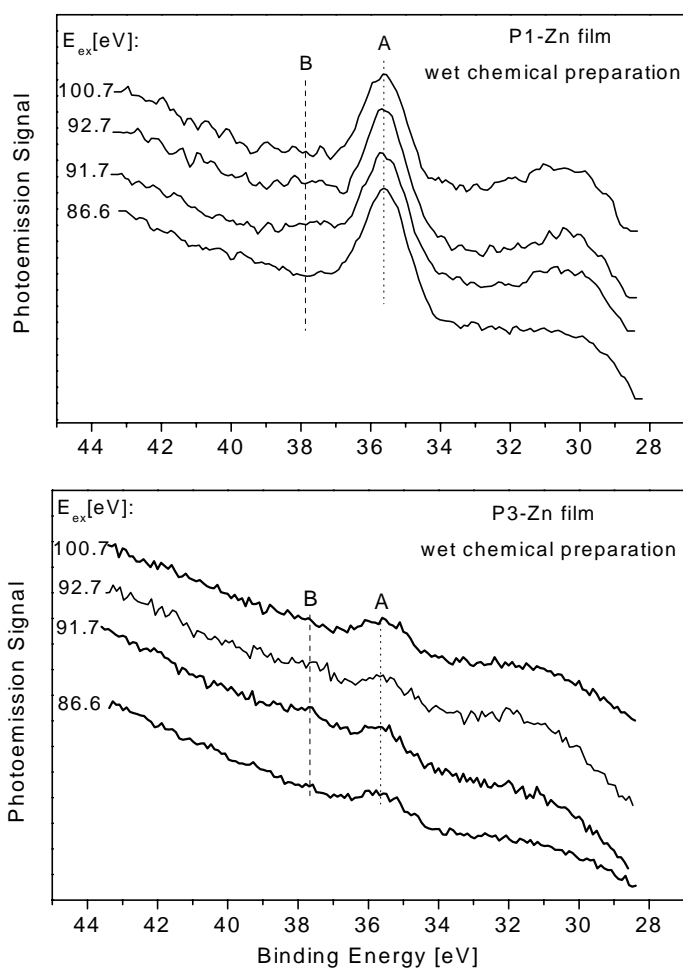 E_ex[eV]:
P1-Zn film
wet chemical preparation
B
A
100.7
92.7
91.7
86.6
Photoemission Signal
44 42 40 38 36 34 32 30 28
E_ex[eV]:
P3-Zn film
wet chemical preparation
B
A
100.7
92.7
91.7
86.6
Photoemission Signal
44 42 40 38 36 34 32 30 28
Binding Energy [eV]